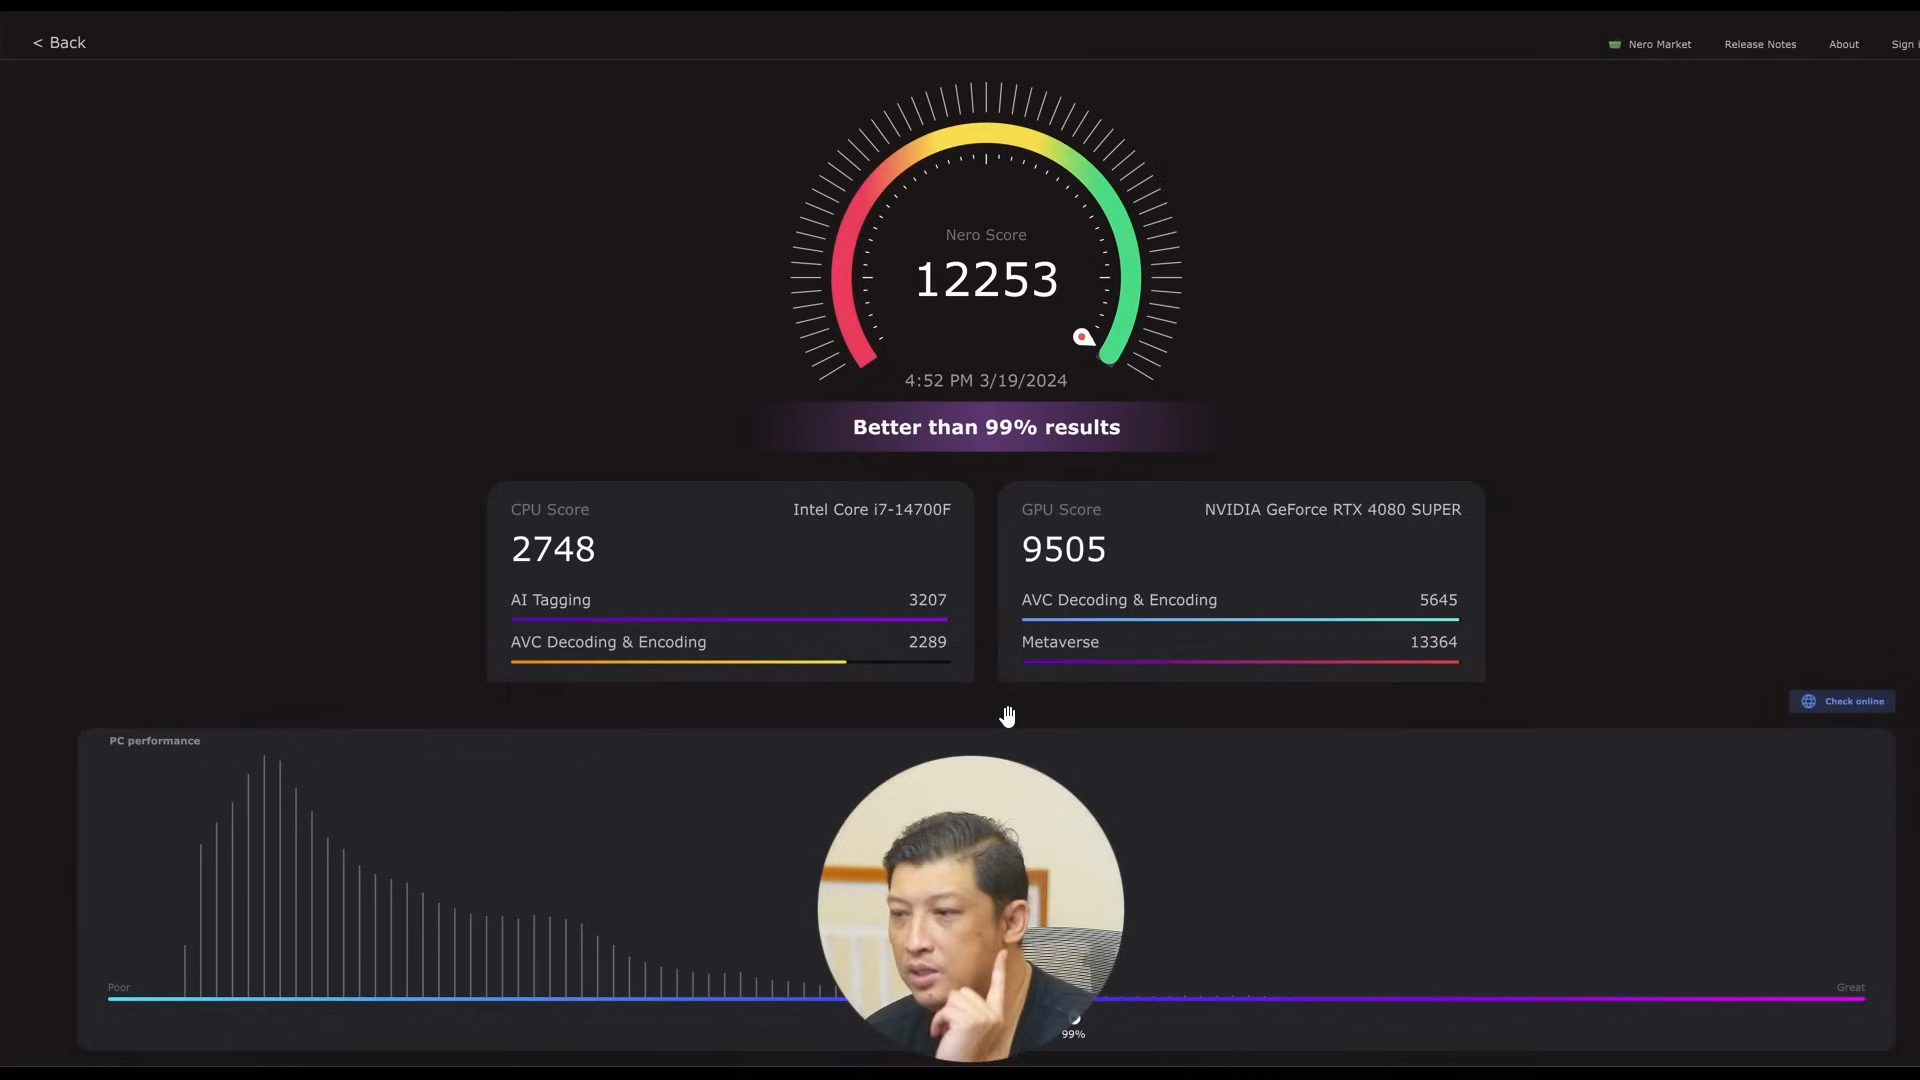 < Back
Nero Market
Release Notes
About
Sign
Nero Score
12253
4:52 PM 3/19/2024
Better than 99% results
CPU Score
Intel Core i7-14700F
2748
AI Tagging
3207
AVC Decoding & Encoding
2289
GPU Score
NVIDIA GeForce RTX 4080 SUPER
9505
AVC Decoding & Encoding
5645
Metaverse
13364
Check online
PC performance
Poor
Great
99%